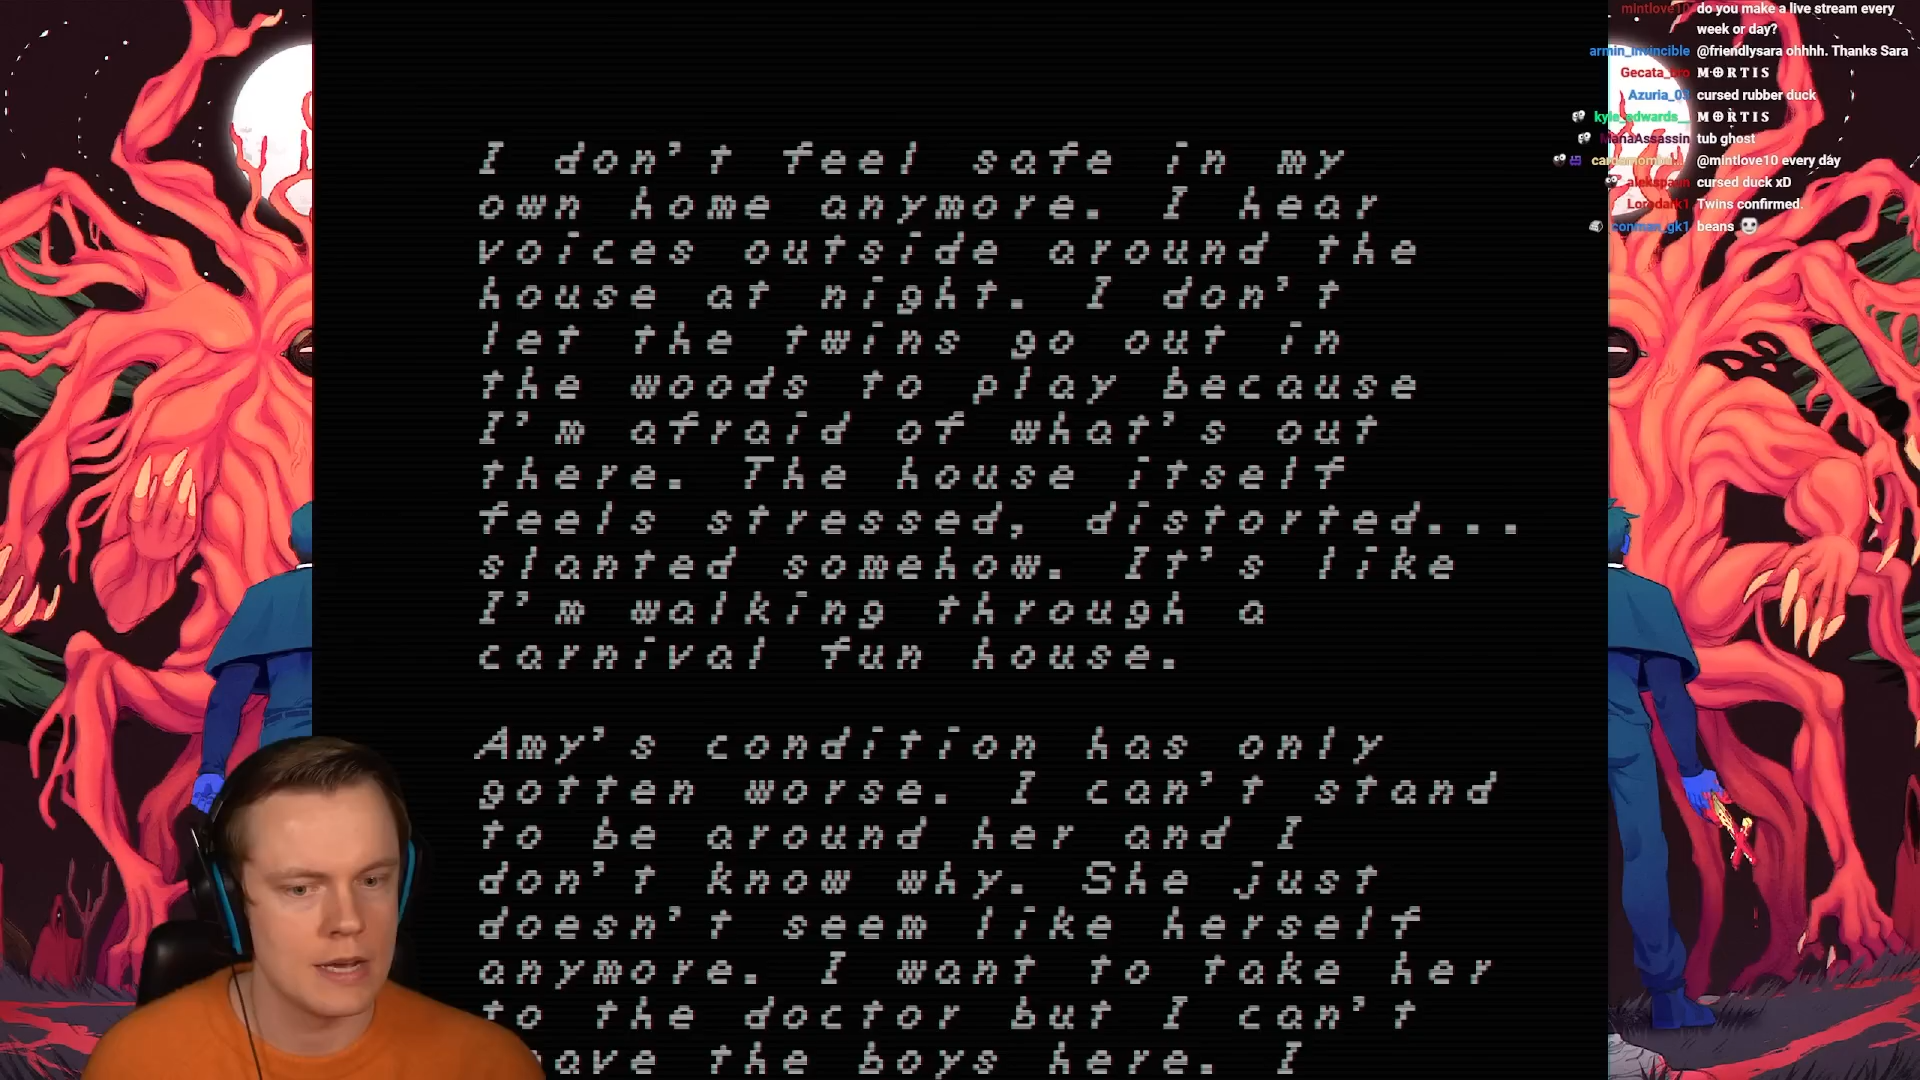 I don't feel safe in my
own home anymore. I hear
voices outside around the
house at night. I don't
let the twins go out in
the woods to play because
I'm afraid of what's out
there. The house itself
feels stressed, distorted...
slanted somehow. It's like
I'm walking through a
carnival fun house.
Amy's condition has only
gotten worse. I can't stand
to be around her and I
don't know why. She just
doesn't seem like herself
anymore. I want to take her
to the doctor but I can't
the boys here. I
mintlove10 do you make a live stream every
week or day?
armin_invincible @friendlysara ohhhh. Thanks Sara
MORTIS
cursed rubber duck
kyle_edwards__ MORTIS
tub ghost
@mintlove10 every day
cursed duck xD
Twins confirmed.
conman_gk1 beans